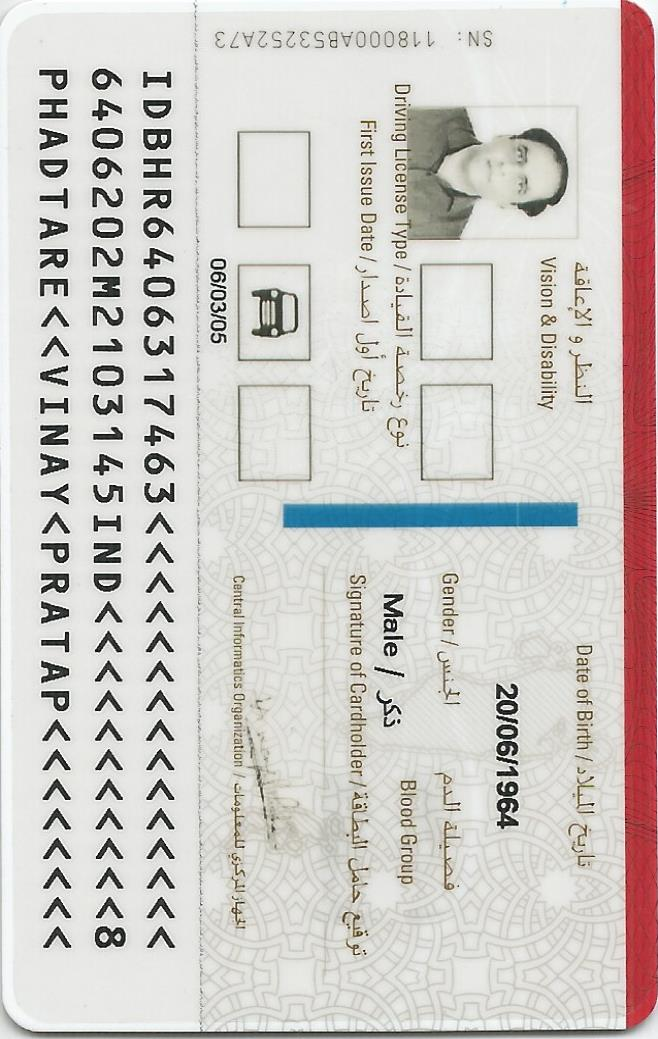 SN: 118000AB53252A73
النظر و الإعاقة
Vision & Disability
Driving License Type / نوع رخصة القيادة
First Issue Date / تاريخ أول اصدار
06/03/05
Date of Birth / تاريخ الميلاد
20/06/1964
Gender / الجنس
Male / ذكر
فصيلة الدم
Blood Group
Signature of Cardholder / توقيع حامل البطاقة
Central Informatics Organization / الجهاز المركزي للمعلومات
IDBHR640631746​3<<<<<<<<<<<<<<<
6406202M2103145IND<<<<<<<<<<<8
PHADTARE<<VINAY<PRATAP<<<<<<<<